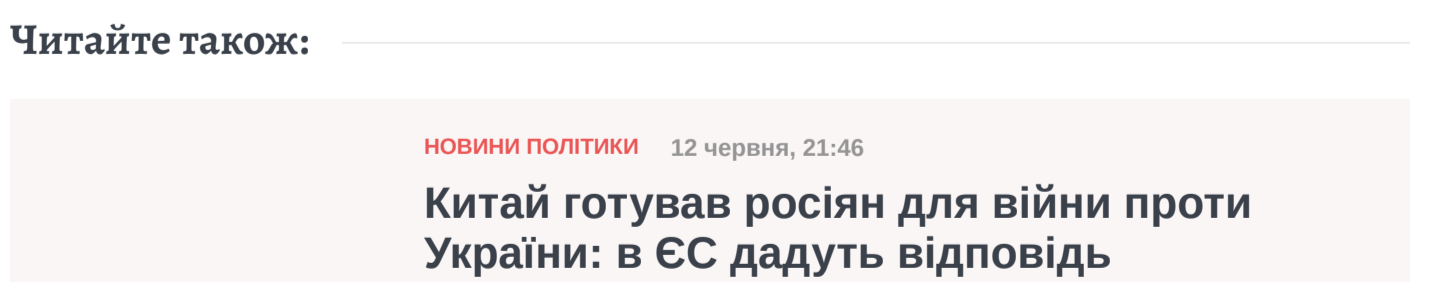 Читайте також:
НОВИНИ ПОЛІТИКИ 12 червня, 21:46
Китай готував росіян для війни проти
України: в ЄС дадуть відповідь